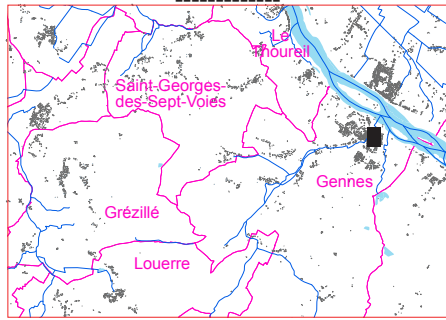 Le
Thoureil
Saint-Georges-
des-Sept-Voies
Gennes
Grézillé
Louerre